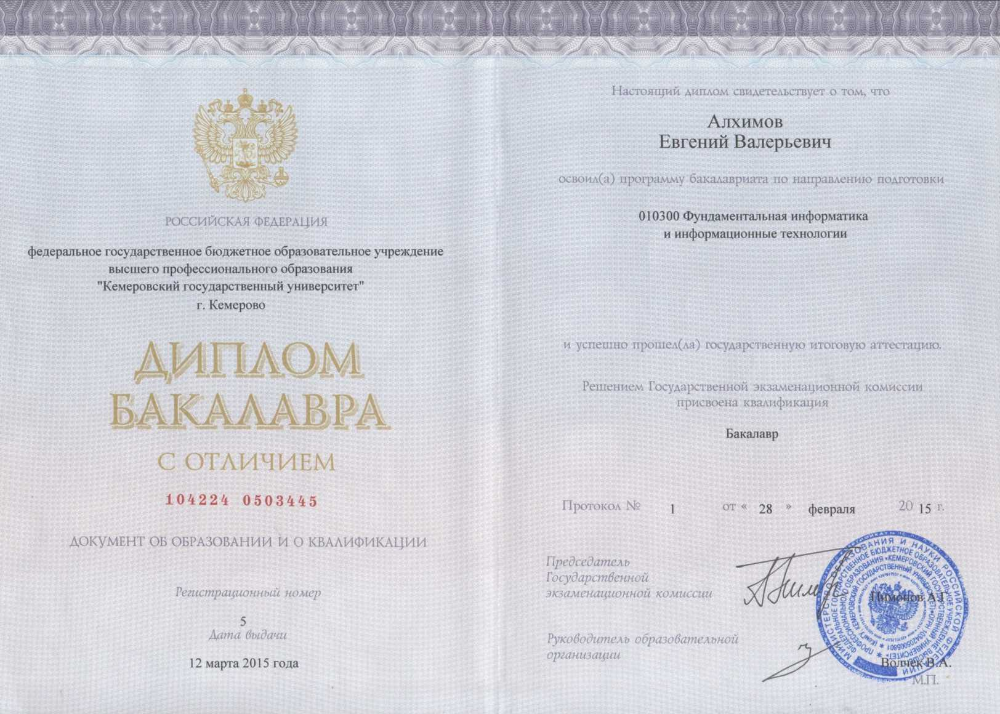 РОССИЙСКАЯ ФЕДЕРАЦИЯ
федеральное государственное бюджетное образовательное учреждение
высшего профессионального образования
"Кемеровский государственный университет"
г. Кемерово
ДИПЛОМ
БАКАЛАВРА
С ОТЛИЧИЕМ
104224 0503445
ДОКУМЕНТ ОБ ОБРАЗОВАНИИ И О КВАЛИФИКАЦИИ
Регистрационный номер
5
Дата выдачи
12 марта 2015 года
Настоящий диплом свидетельствует о том, что
Алхимов
Евгений Валерьевич
освоил(а) программу бакалавриата по направлению подготовки
010300 Фундаментальная информатика
и информационные технологии
и успешно прошел(ла) государственную итоговую аттестацию.
Решением Государственной экзаменационной комиссии
присвоена квалификация
Бакалавр
Протокол № 1 от « 28 » февраля 20 15 г.
Председатель
Государственной
экзаменационной комиссии
Пимонов А.Г.
Руководитель образовательной
организации
Волчек В.А.
М.П.